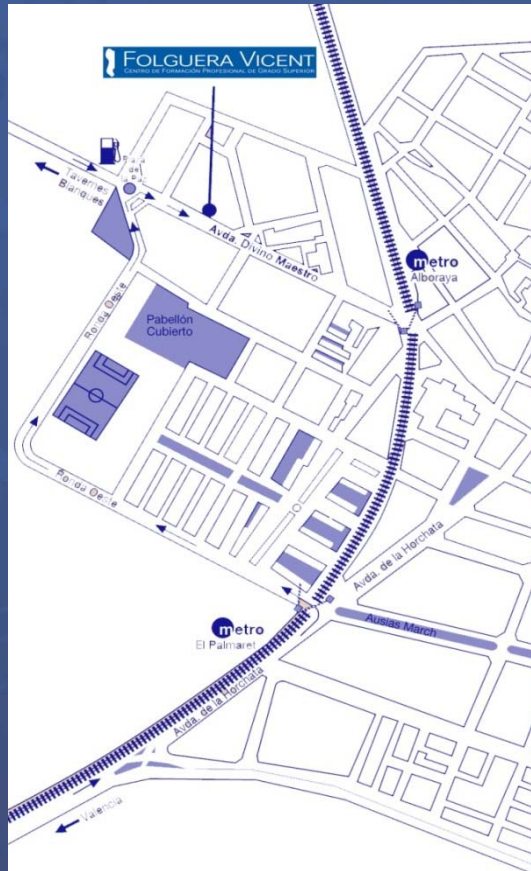 FOLGUERA VICENT
CENTRO DE FORMACIÓN PROFESIONAL DE GRADO SUPERIOR
Tavernes
Blanques
Avda. Divino Maestro
metro
Alboraya
Ronda Oeste
Pabellón
Cubierto
Ronda Oeste
Avda. de la Horchata
Ausias March
metro
El Palmaret
Avda. de la Horchata
Valencia